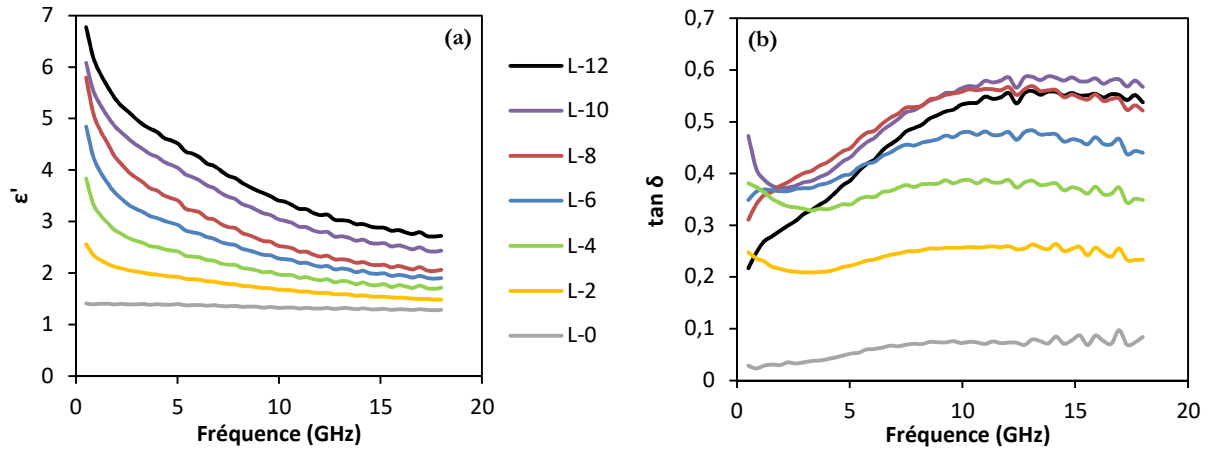 (a)
ε'
7
6
5
4
3
2
1
0
0 5 10 15 20
Fréquence (GHz)
L-12
L-10
L-8
L-6
L-4
L-2
L-0
(b)
tan δ
0,7
0,6
0,5
0,4
0,3
0,2
0,1
0
0 5 10 15 20
Fréquence (GHz)